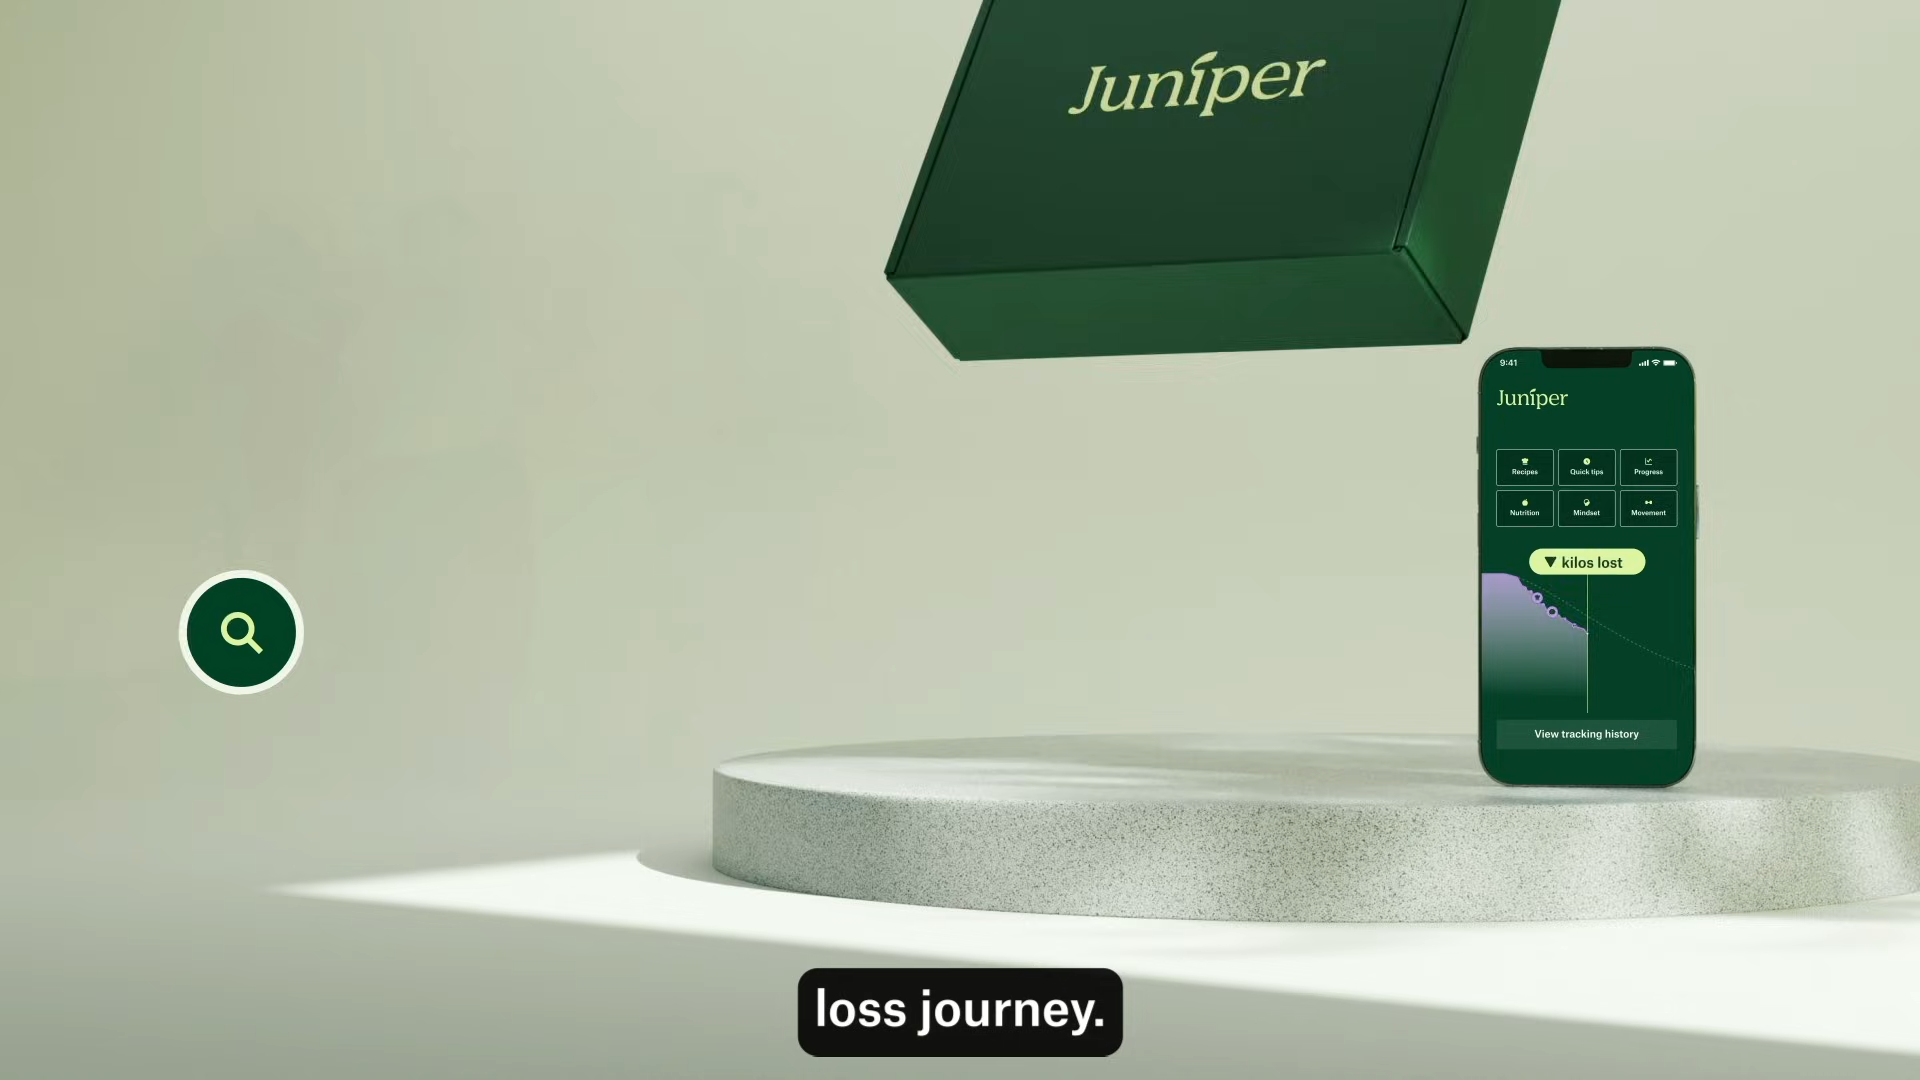 Juniper
9:41
Juniper
Recipes
Quick tips
Progress
Nutrition
Mindset
Movement
kilos lost
View tracking history
loss journey.